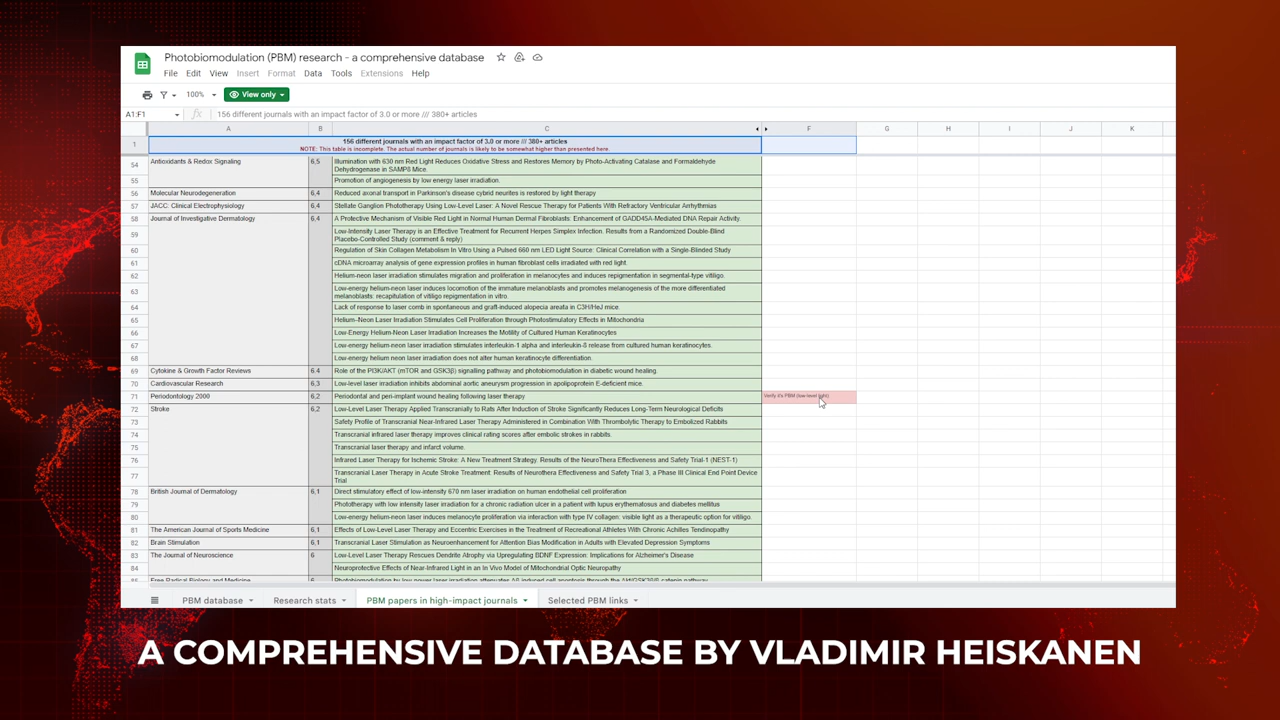 Photobiomodulation (PBM) research - a comprehensive database
File Edit View Insert Format Data Tools Extensions Help
100% View only
A1:F1 fx 156 different journals with an impact factor of 3.0 or more /// 380+ articles
A B C F G H I J K
1 156 different journals with an impact factor of 3.0 or more /// 380+ articles
NOTE: This table is incomplete. The actual number of journals is likely to be somewhat higher than presented here.
54 Antioxidants & Redox Signaling 6,5 Illumination with 630 nm Red Light Reduces Oxidative Stress and Restores Memory by Photo-Activating Catalase and Formaldehyde
Dehydrogenase in SAMP8 Mice.
55 Promotion of angiogenesis by low energy laser irradiation.
56 Molecular Neurodegeneration 6,4 Reduced axonal transport in Parkinson's disease cybrid neurites is restored by light therapy
57 JACC: Clinical Electrophysiology 6,4 Stellate Ganglion Phototherapy Using Low-Level Laser: A Novel Rescue Therapy for Patients With Refractory Ventricular Arrhythmias
58 Journal of Investigative Dermatology 6,4 A Protective Mechanism of Visible Red Light in Normal Human Dermal Fibroblasts: Enhancement of GADD45A-Mediated DNA Repair Activity.
59 Low-Intensity Laser Therapy is an Effective Treatment for Recurrent Herpes Simplex Infection. Results from a Randomized Double-Blind
Placebo-Controlled Study (comment & reply)
60 Regulation of Skin Collagen Metabolism In Vitro Using a Pulsed 660 nm LED Light Source: Clinical Correlation with a Single-Blinded Study
61 cDNA microarray analysis of gene expression profiles in human fibroblast cells irradiated with red light.
62 Helium-neon laser irradiation stimulates migration and proliferation in melanocytes and induces repigmentation in segmental-type vitiligo.
63 Low-energy helium-neon laser induces locomotion of the immature melanoblasts and promotes melanogenesis of the more differentiated
melanoblasts: recapitulation of vitiligo repigmentation in vitro.
64 Lack of response to laser comb in spontaneous and graft-induced alopecia areata in C3H/HeJ mice.
65 Helium–Neon Laser Irradiation Stimulates Cell Proliferation through Photostimulatory Effects in Mitochondria
66 Low-Energy Helium-Neon Laser Irradiation Increases the Motility of Cultured Human Keratinocytes
67 Low-energy helium neon laser irradiation stimulates interleukin-1 alpha and interleukin-8 release from cultured human keratinocytes.
68 Low-energy helium neon laser irradiation does not alter human keratinocyte differentiation.
69 Cytokine & Growth Factor Reviews 6.4 Role of the PI3K/AKT (mTOR and GSK3β) signalling pathway and photobiomodulation in diabetic wound healing.
70 Cardiovascular Research 6,3 Low-level laser irradiation inhibits abdominal aortic aneurysm progression in apolipoprotein E-deficient mice.
71 Periodontology 2000 6,2 Periodontal and peri-implant wound healing following laser therapy Verify it's PBM (low-level light)
72 Stroke 6,2 Low-Level Laser Therapy Applied Transcranially to Rats After Induction of Stroke Significantly Reduces Long-Term Neurological Deficits
73 Safety Profile of Transcranial Near-Infrared Laser Therapy Administered in Combination With Thrombolytic Therapy to Embolized Rabbits
74 Transcranial infrared laser therapy improves clinical rating scores after embolic strokes in rabbits.
75 Transcranial laser therapy and infarct volume.
76 Infrared Laser Therapy for Ischemic Stroke: A New Treatment Strategy. Results of the NeuroThera Effectiveness and Safety Trial-1 (NEST-1)
77 Transcranial Laser Therapy in Acute Stroke Treatment: Results of Neurothera Effectiveness and Safety Trial 3, a Phase III Clinical End Point Device
Trial
78 British Journal of Dermatology 6,1 Direct stimulatory effect of low-intensity 670 nm laser irradiation on human endothelial cell proliferation
79 Phototherapy with low intensity laser irradiation for a chronic radiation ulcer in a patient with lupus erythematosus and diabetes mellitus
80 Low-energy helium-neon laser induces melanocyte proliferation via interaction with type IV collagen: visible light as a therapeutic option for vitiligo.
81 The American Journal of Sports Medicine 6,1 Effects of Low-Level Laser Therapy and Eccentric Exercises in the Treatment of Recreational Athletes With Chronic Achilles Tendinopathy
82 Brain Stimulation 6,1 Transcranial Laser Stimulation as Neuroenhancement for Attention Bias Modification in Adults with Elevated Depression Symptoms
83 The Journal of Neuroscience 6 Low-Level Laser Therapy Rescues Dendrite Atrophy via Upregulating BDNF Expression: Implications for Alzheimer's Disease
84 Neuroprotective Effects of Near-Infrared Light in an In Vivo Model of Mitochondrial Optic Neuropathy
85 Free Radical Biology and Medicine 6 Photobiomodulation by low power laser irradiation attenuates Aβ-induced cell apoptosis through the Akt/GSK3β/β-catenin pathway
PBM database Research stats PBM papers in high-impact journals Selected PBM links
A COMPREHENSIVE DATABASE BY VLADIMIR HEISKANEN